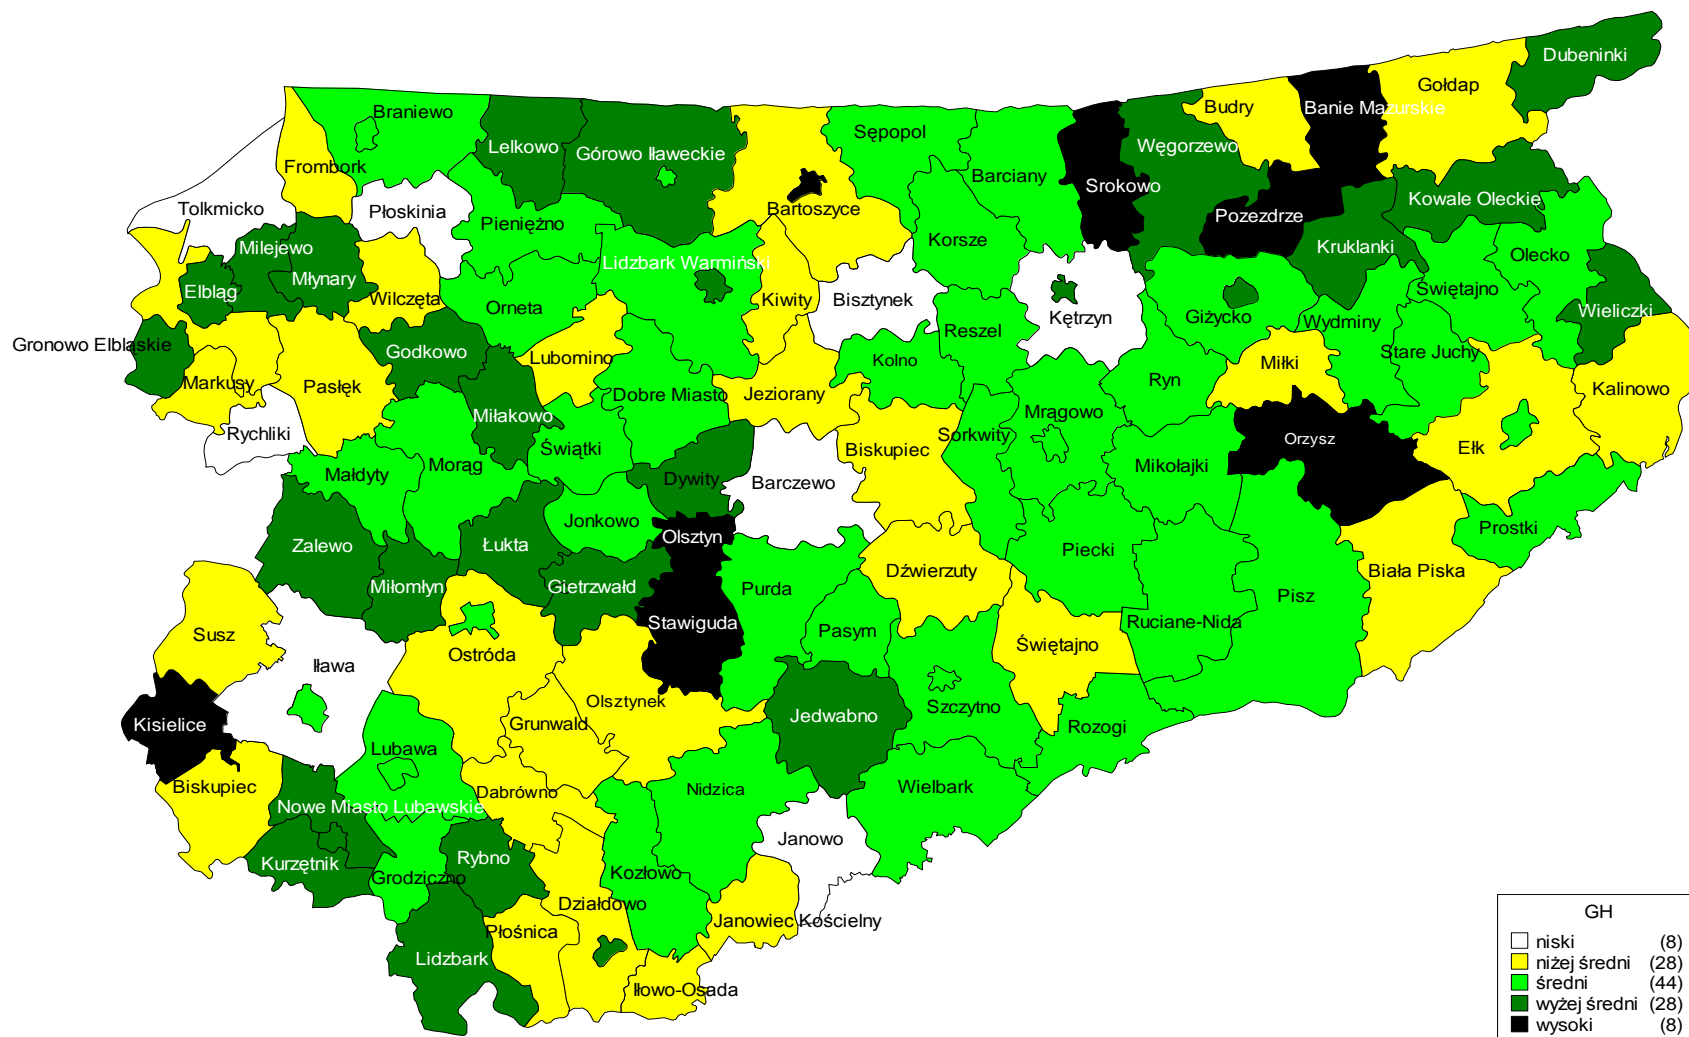 Dubeninki
Gołdap
Banie Mazurskie
Budry
Braniewo
Sępopol
Węgorzewo
Lelkowo
Górowo Iławeckie
Frombork
Barciany
Srokowo
Kowale Oleckie
Tolkmicko
Płoskinia
Bartoszyce
Pozezdrze
Pieniężno
Korsze
Milejewo
Kruklanki
Olecko
Lidzbark Warmiński
Młynary
Elbląg
Wilczęta
Kiwity
Bisztynek
Świętajno
Orneta
Kętrzyn
Giżycko
Wydminy
Wieliczki
Reszel
Gronowo Elbląskie
Godkowo
Lubomino
Kolno
Stare Juchy
Miłki
Markusy
Pasłęk
Ryn
Kalinowo
Dobre Miasto
Jeziorany
Miłakowo
Mrągowo
Rychliki
Sorkwity
Orzysz
Świątki
Biskupiec
Ełk
Morąg
Mikołajki
Małdyty
Dywity
Barczewo
Jonkowo
Prostki
Olsztyn
Zalewo
Łukta
Piecki
Dźwierzuty
Biała Piska
Miłomłyn
Gietrzwałd
Purda
Pisz
Stawiguda
Ruciane-Nida
Susz
Pasym
Świętajno
Ostróda
Iława
Olsztynek
Szczytno
Jedwabno
Kisielice
Grunwald
Rozogi
Lubawa
Biskupiec
Nidzica
Wielbark
Dąbrówno
Nowe Miasto Lubawskie
Janowo
Rybno
Kurzętnik
Kozłowo
Grodziczno
Działdowo
Janowiec Kościelny
Płośnica
Lidzbark
Iłowo-Osada
GH
niski (8)
niżej średni (28)
średni (44)
wyżej średni (28)
wysoki (8)